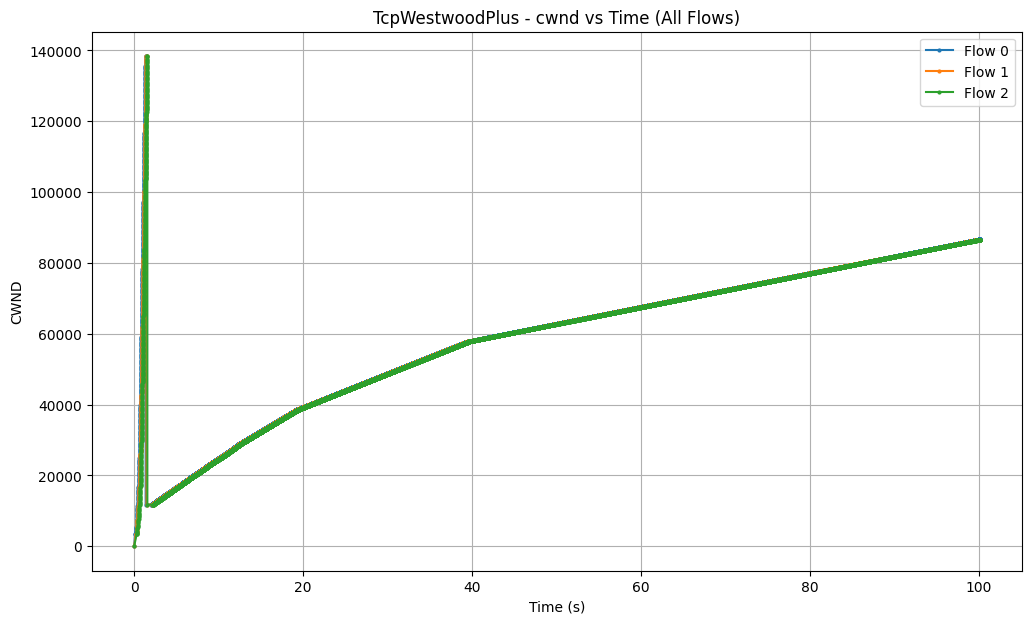 TcpWestwoodPlus - cwnd vs Time (All Flows)
Flow 0
Flow 1
Flow 2
CWND
140000
120000
100000
80000
60000
40000
20000
0
0 20 40 60 80 100
Time (s)